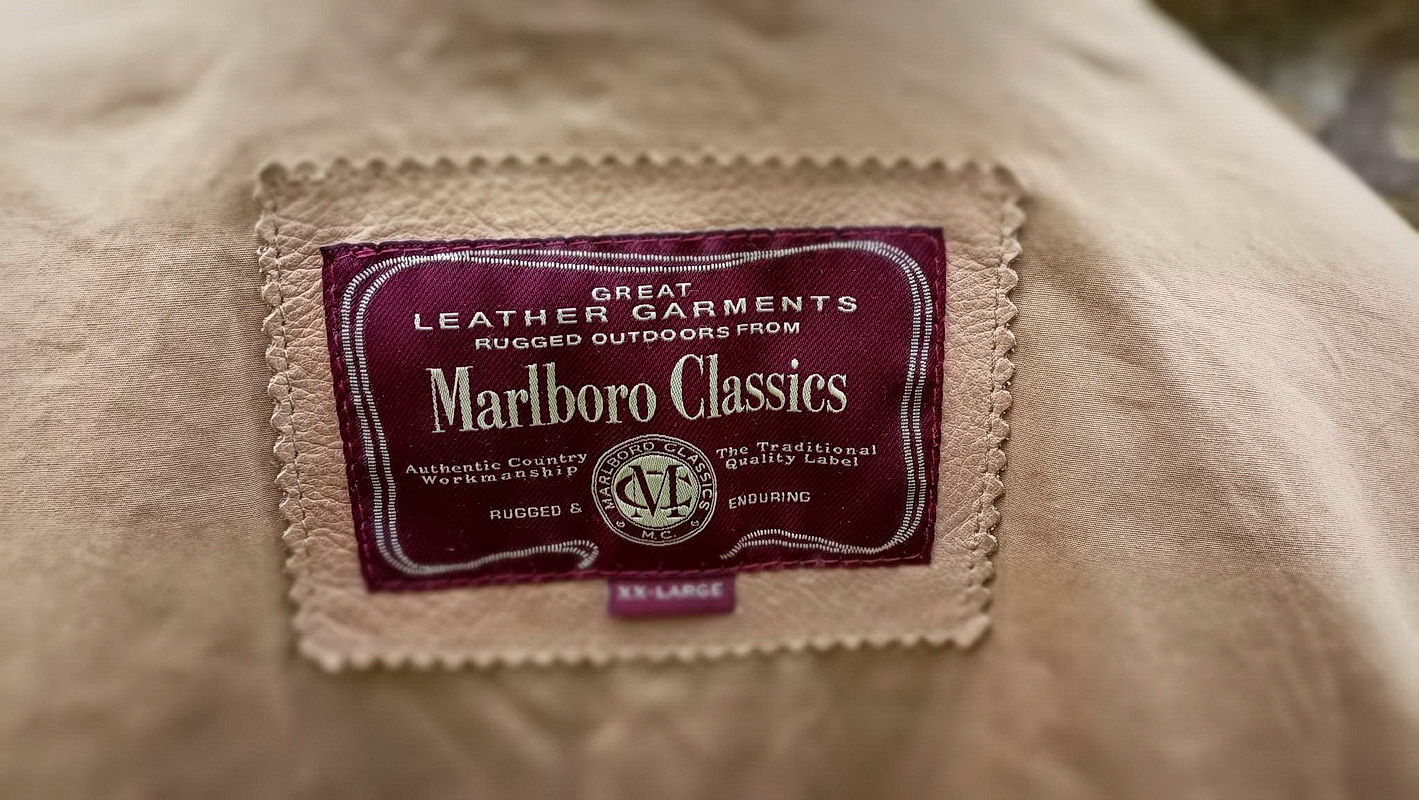 GREAT
LEATHER GARMENTS
RUGGED OUTDOORS FROM
Marlboro Classics
Authentic Country
Workmanship
The Traditional
Quality Label
RUGGED &
ENDURING
MARLBORO CLASSICS
MC
M.C.
XX-LARGE